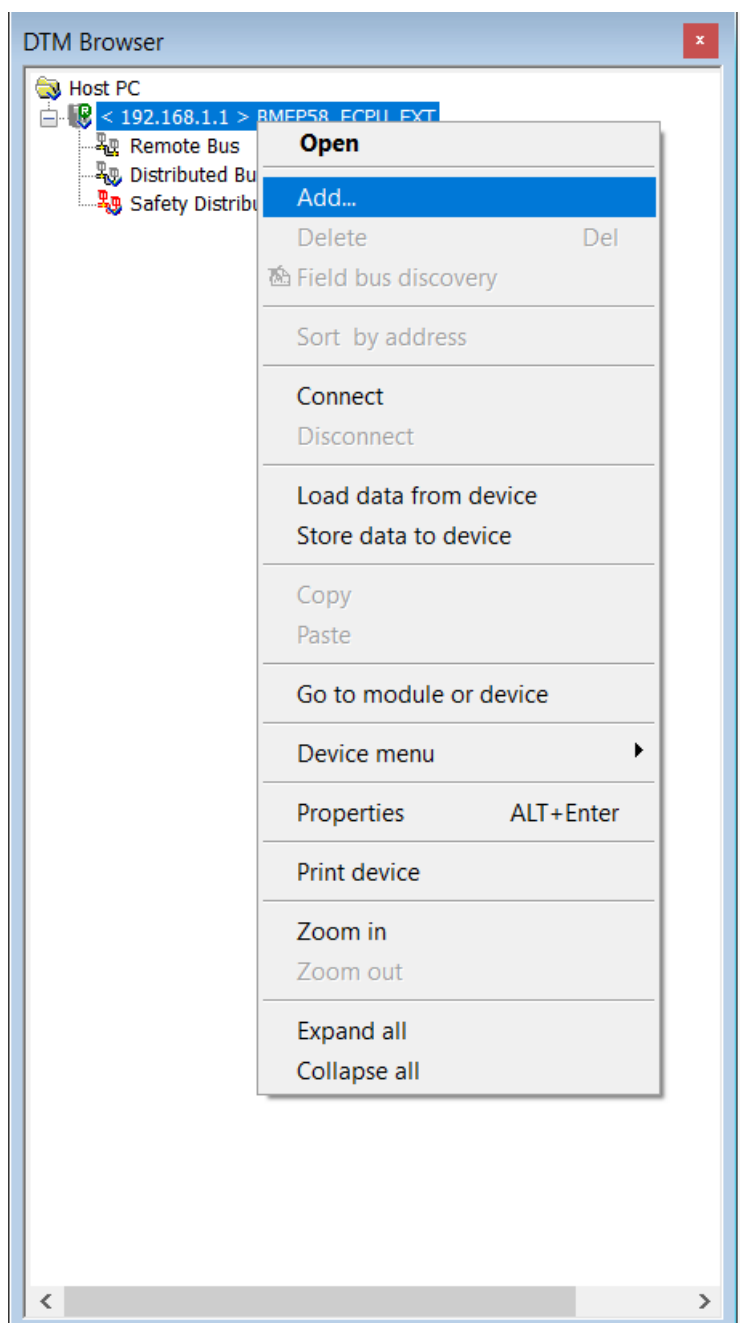 DTM Browser
x
Host PC
< 192.168.1.1 > BMEP58_ECPU_EXT
Remote Bus
Distributed Bu
Safety Distribu
Open
Add...
Delete Del
Field bus discovery
Sort by address
Connect
Disconnect
Load data from device
Store data to device
Copy
Paste
Go to module or device
Device menu
Properties ALT+Enter
Print device
Zoom in
Zoom out
Expand all
Collapse all